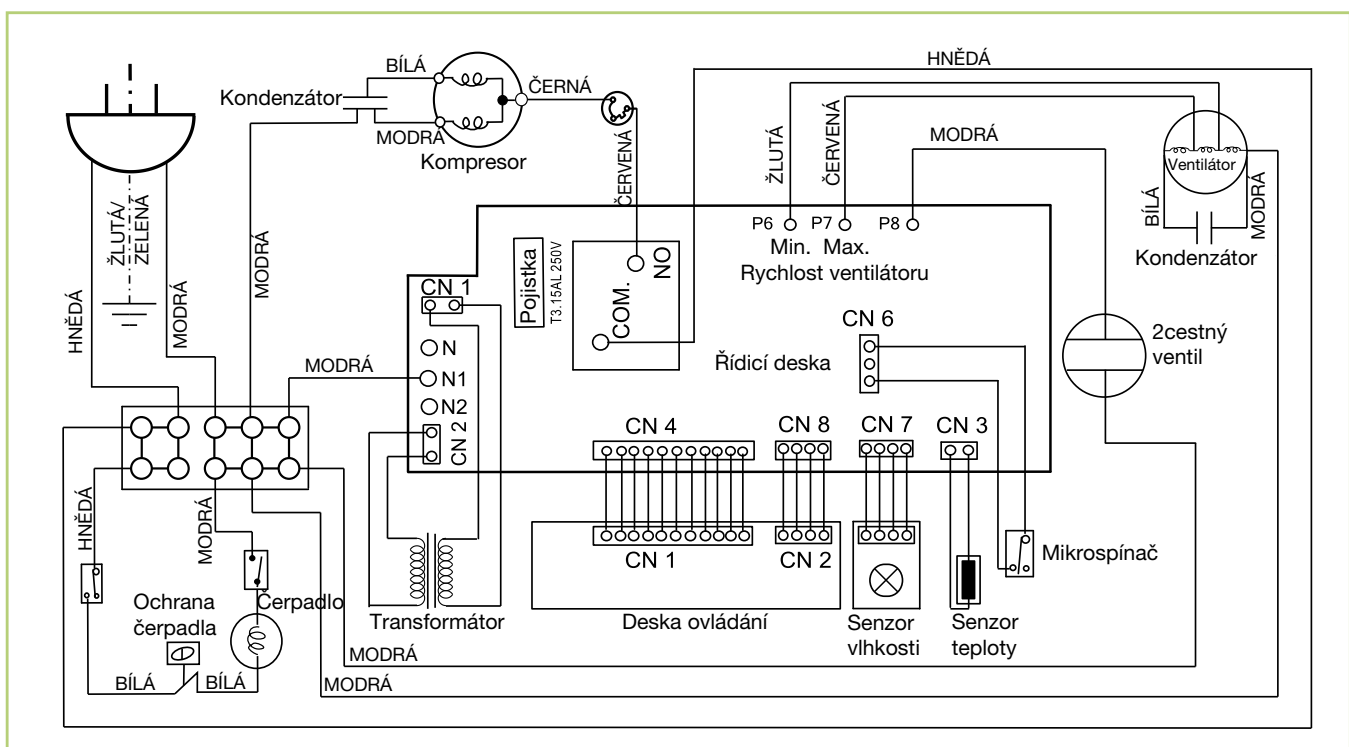 HNĚDÁ
BÍLÁ
ČERNÁ
Kondenzátor
MODRÁ
Kompresor
ČERVENÁ
ŽLUTÁ
ČERVENÁ
MODRÁ
Ventilátor
BÍLÁ
MODRÁ
Kondenzátor
ŽLUTÁ/
ZELENÁ
HNĚDÁ
MODRÁ
MODRÁ
P6
P7
P8
Min. Max.
Rychlost ventilátoru
Pojistka
T3.15AL 250V
NO
COM.
CN 1
N
N1
N2
CN 2
MODRÁ
Řídicí deska
CN 6
2cestný
ventil
CN 4
CN 8
CN 7
CN 3
HNĚDÁ
MODRÁ
CN 1
CN 2
Mikrospínač
Ochrana
čerpadla
Čerpadlo
Transformátor
Deska ovládání
Senzor
vlhkosti
Senzor
teploty
BÍLÁ
BÍLÁ
MODRÁ
MODRÁ